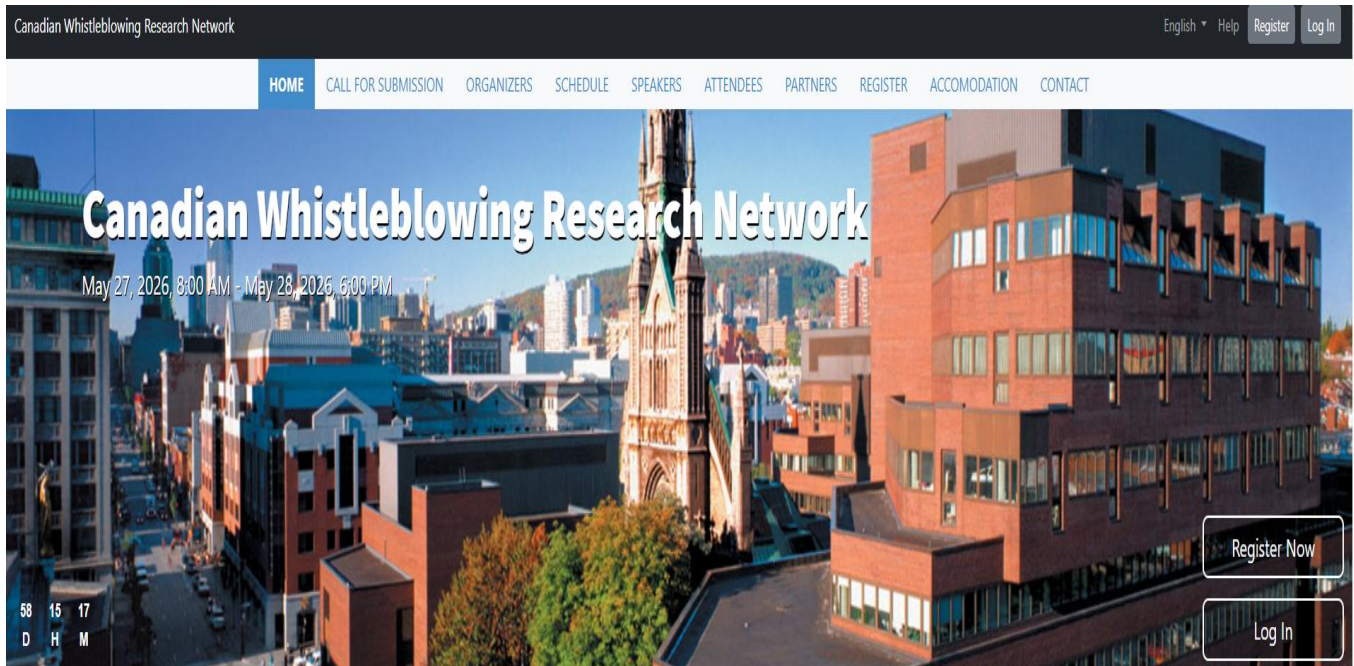 Canadian Whistleblowing Research Network English Help Register Log In
HOME CALL FOR SUBMISSION ORGANIZERS SCHEDULE SPEAKERS ATTENDEES PARTNERS REGISTER ACCOMODATION CONTACT
Canadian Whistleblowing Research Network
May 27, 2026, 8:00 AM - May 28, 2026, 6:00 PM
Register Now
58 15 17
D H M
Log In